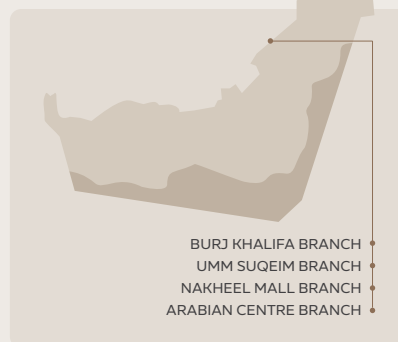 BURJ KHALIFA BRANCH
UMM SUQEIM BRANCH
NAKHEEL MALL BRANCH
ARABIAN CENTRE BRANCH